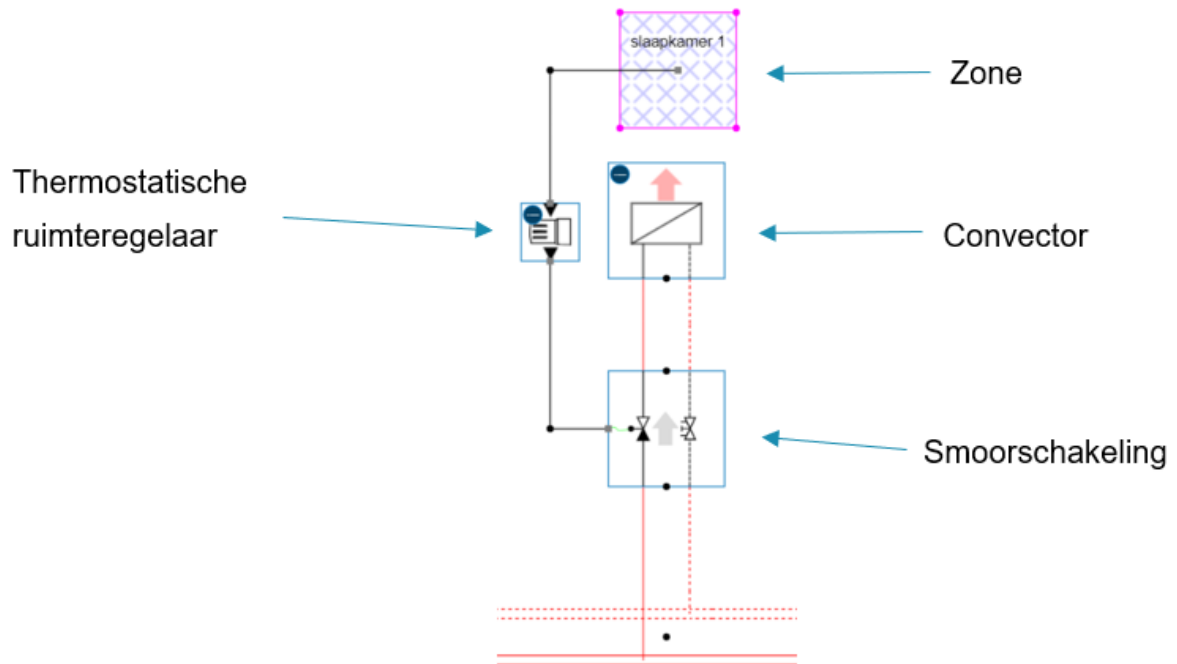 slaapkamer 1
Zone
Thermostatische
ruimteregelaar
Convector
Smoorschakeling